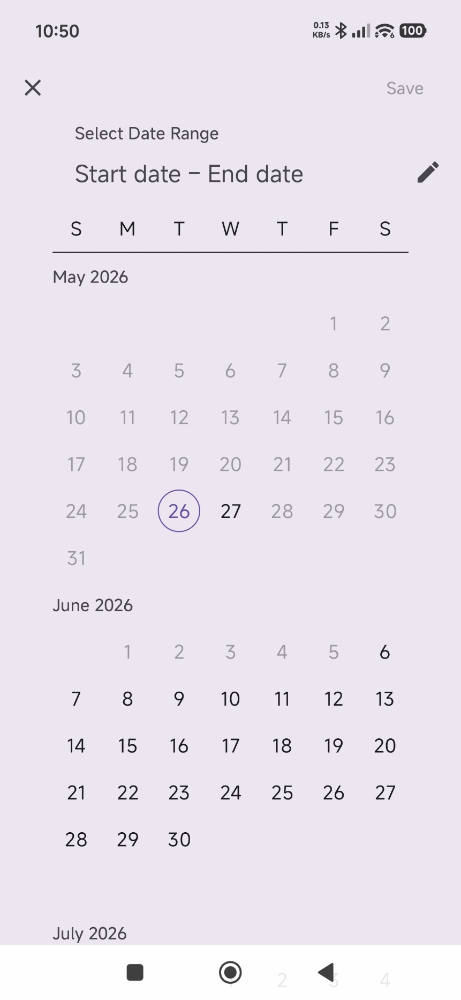 10:50
0.13
KB/s
100
Save
Select Date Range
Start date – End date
S M T W T F S
May 2026
1 2
3 4 5 6 7 8 9
10 11 12 13 14 15 16
17 18 19 20 21 22 23
24 25 26 27 28 29 30
31
June 2026
1 2 3 4 5 6
7 8 9 10 11 12 13
14 15 16 17 18 19 20
21 22 23 24 25 26 27
28 29 30
July 2026
2 3 4